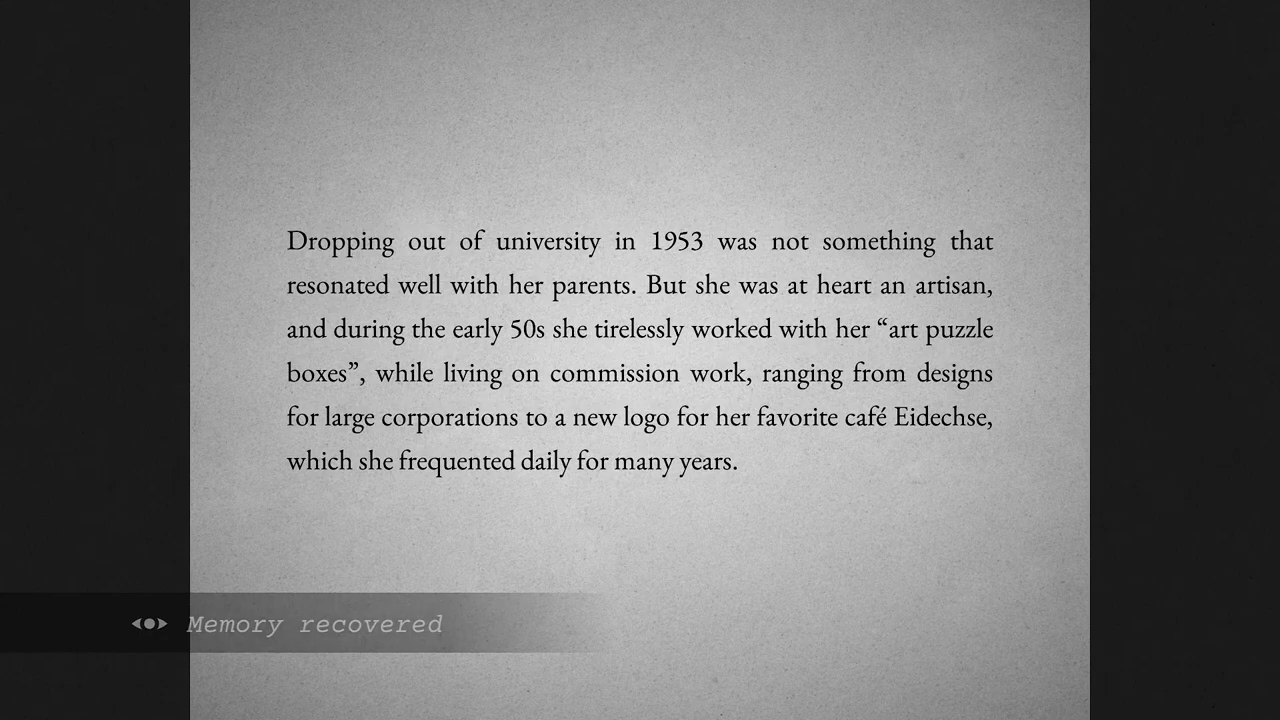 Dropping out of university in 1953 was not something that
resonated well with her parents. But she was at heart an artisan,
and during the early 50s she tirelessly worked with her “art puzzle
boxes”, while living on commission work, ranging from designs
for large corporations to a new logo for her favorite café Eidechse,
which she frequented daily for many years.
Memory recovered